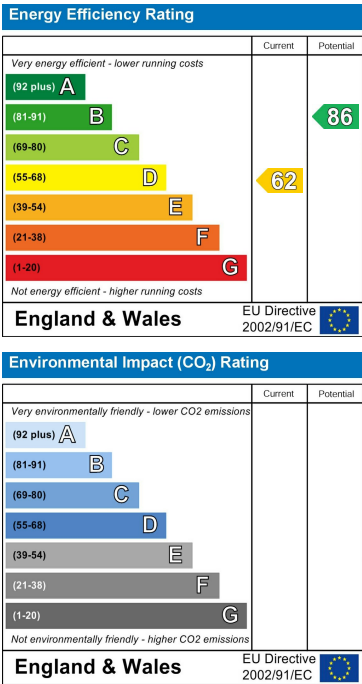 Energy Efficiency Rating
Current Potential
Very energy efficient - lower running costs
(92 plus) A
(81-91) B
86
(69-80) C
(55-68) D
62
(39-54) E
(21-38) F
(1-20) G
Not energy efficient - higher running costs
England & Wales
EU Directive
2002/91/EC
Environmental Impact (CO₂) Rating
Current Potential
Very environmentally friendly - lower CO2 emissions
(92 plus) A
(81-91) B
(69-80) C
(55-68) D
(39-54) E
(21-38) F
(1-20) G
Not environmentally friendly - higher CO2 emissions
England & Wales
EU Directive
2002/91/EC